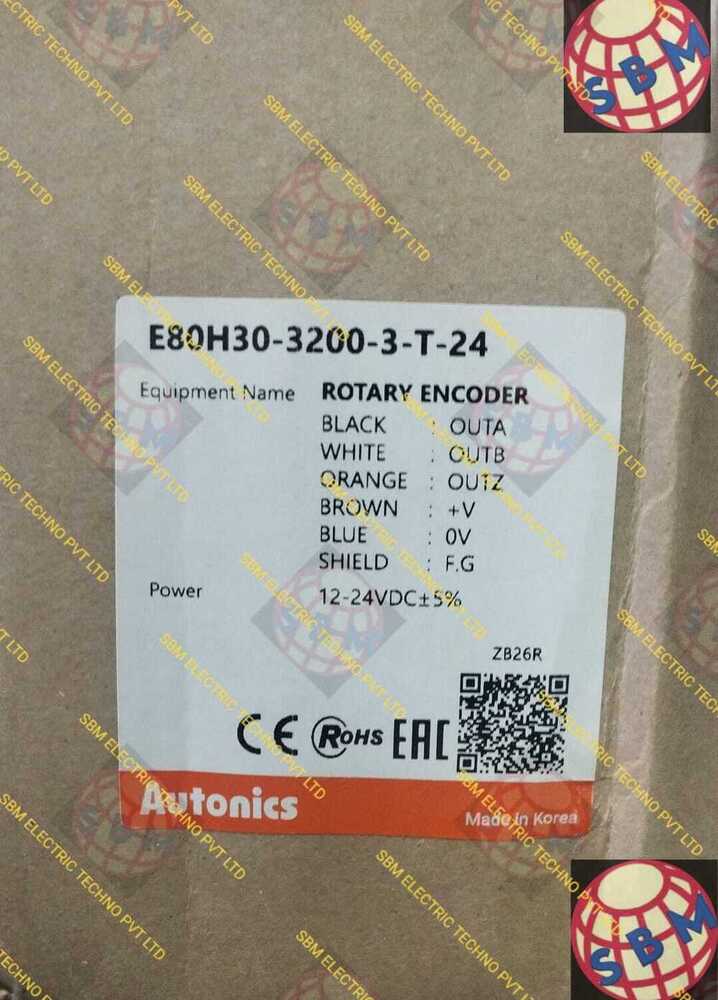 SBM
E80H30-3200-3-T-24
Equipment Name ROTARY ENCODER
BLACK : OUTA
WHITE : OUTB
ORANGE : OUTZ
BROWN : +V
BLUE : 0V
SHIELD : F.G
Power 12-24VDC±5%
ZB26R
CE RoHS EAC
Autonics
Made in Korea
SBM
SBM ELECTRIC TECHNO PVT LTD